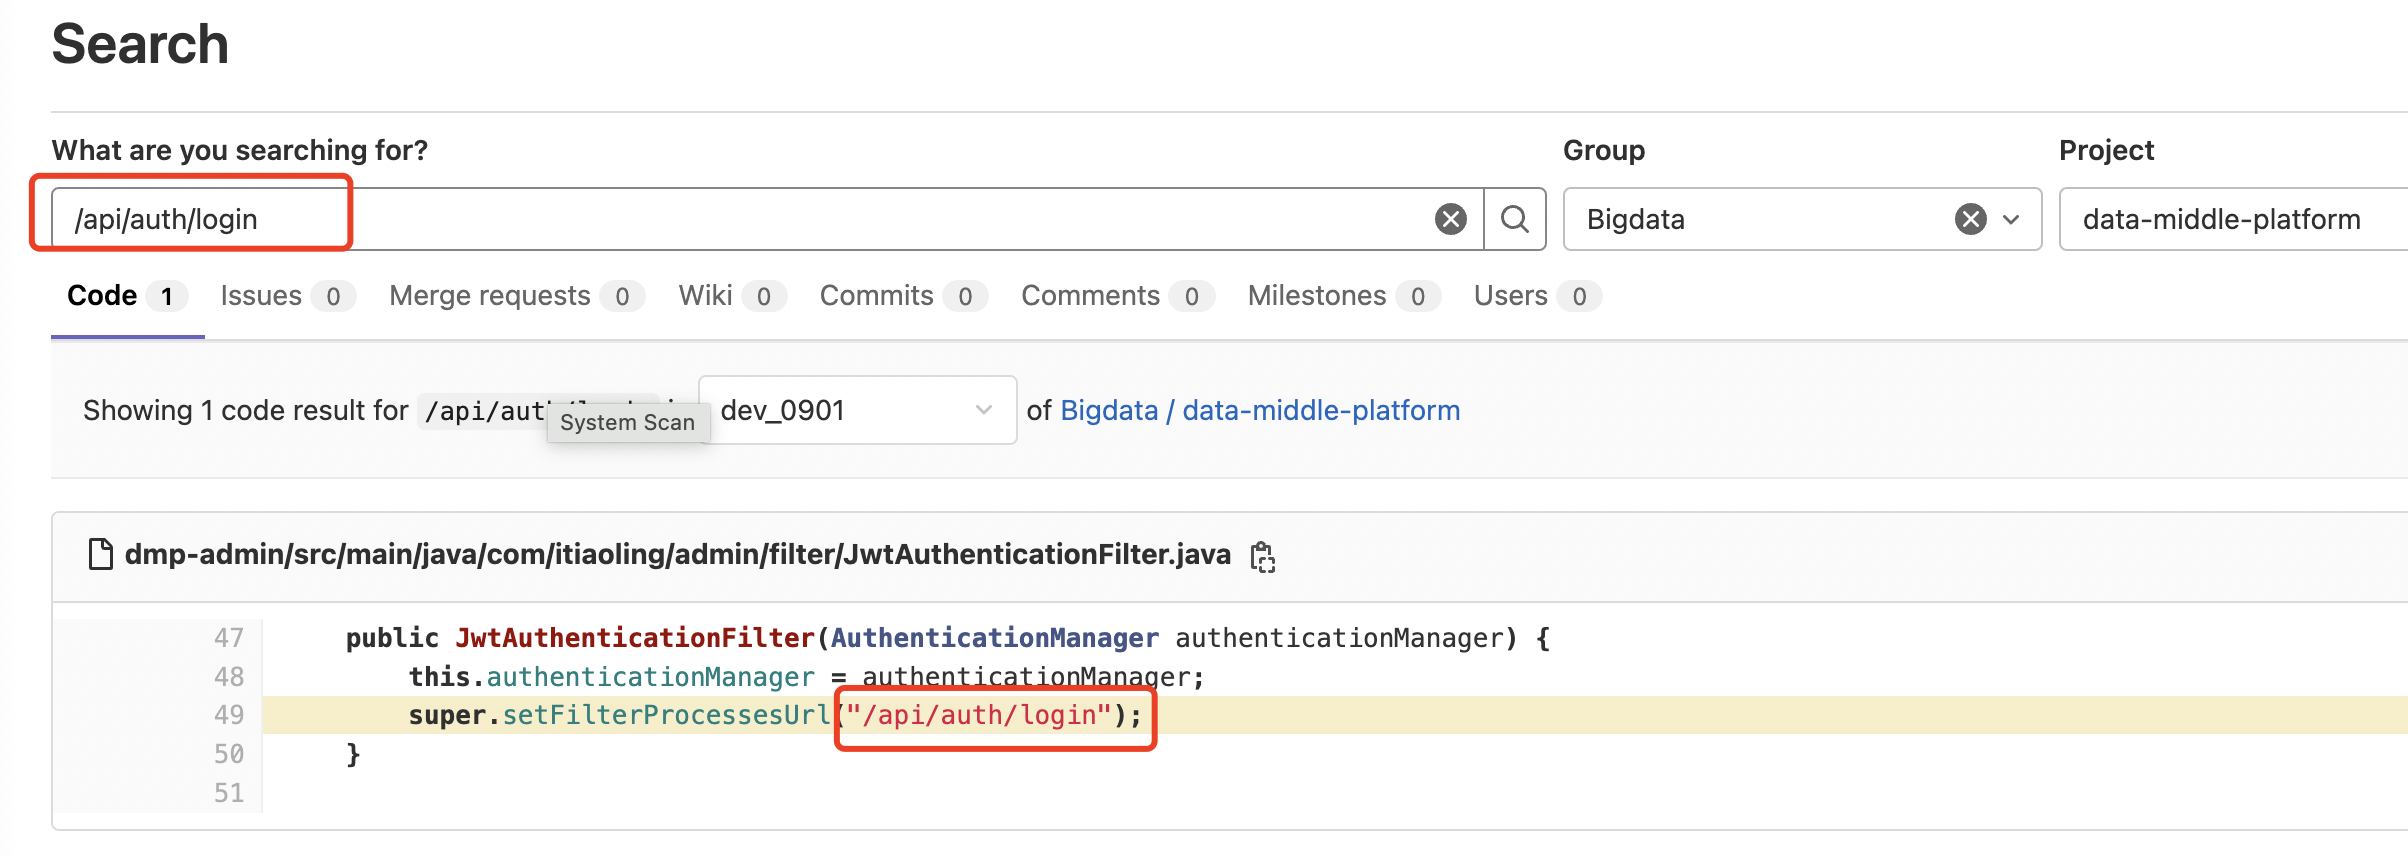 Search
What are you searching for?
Group
Project
/api/auth/login
Bigdata
data-middle-platform
Code 1 Issues 0 Merge requests 0 Wiki 0 Commits 0 Comments 0 Milestones 0 Users 0
Showing 1 code result for /api/aut dev_0901 of Bigdata / data-middle-platform
System Scan
dmp-admin/src/main/java/com/itiaoling/admin/filter/JwtAuthenticationFilter.java
47 public JwtAuthenticationFilter(AuthenticationManager authenticationManager) {
48 this.authenticationManager = authenticationManager;
49 super.setFilterProcessesUrl("/api/auth/login");
50 }
51